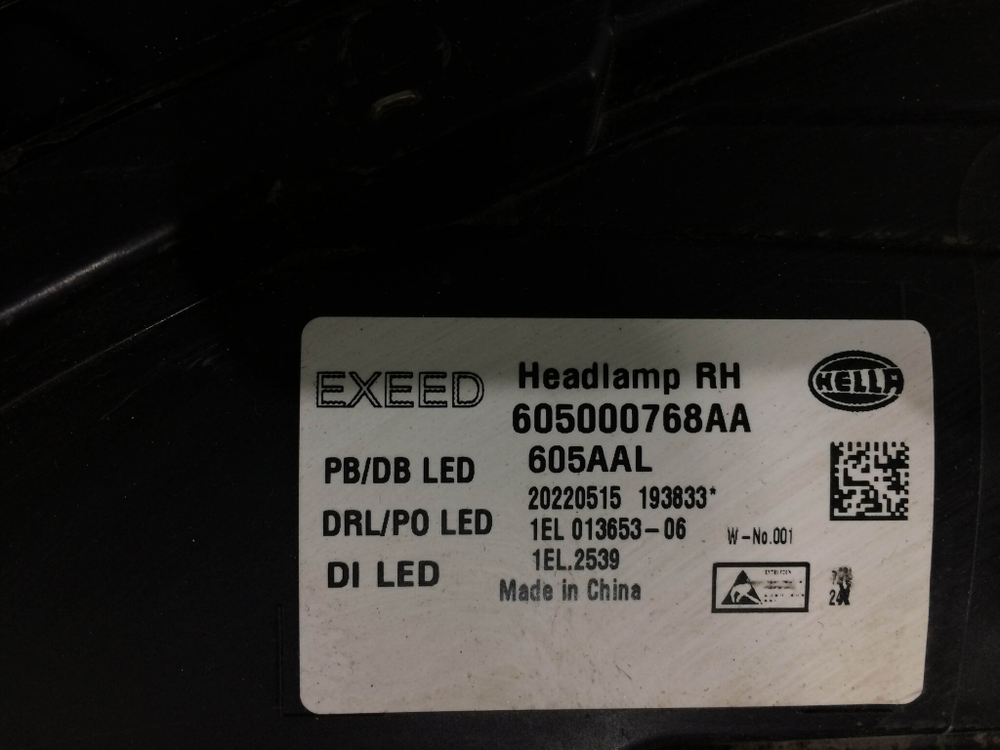 EXEED
Headlamp RH
HELLA
605000768AA
PB/DB LED
605AAL
20220515 193833*
DRL/PO LED
1EL 013653-06
W-No.001
1EL.2539
DI LED
Made in China